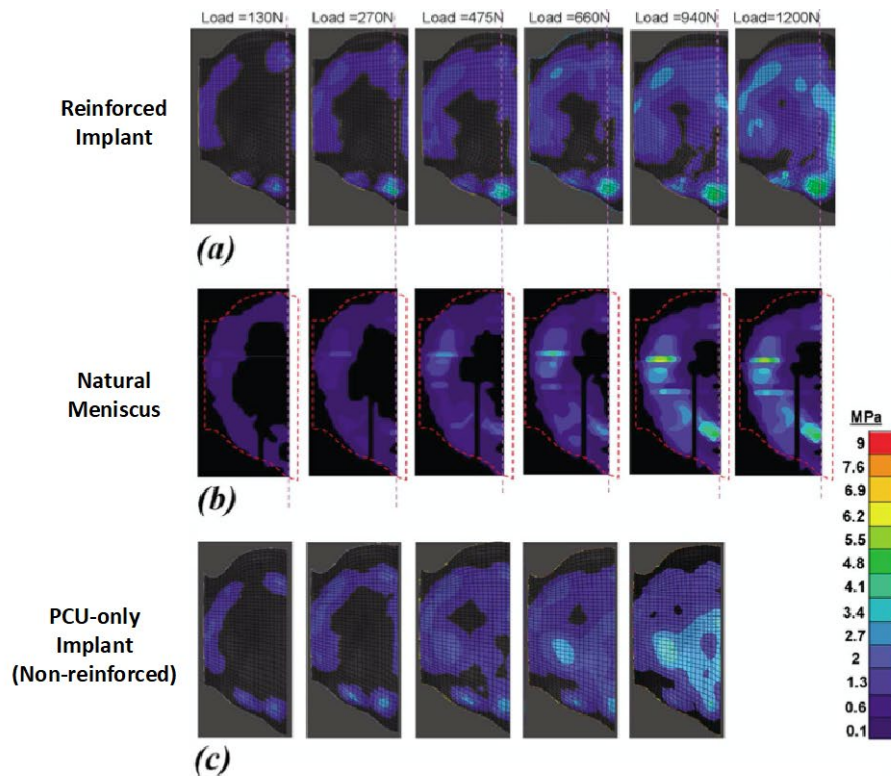 Load =130N Load =270N Load =475N Load =660N Load =940N Load =1200N
Reinforced
Implant
(a)
Natural
Meniscus
(b)
MPa
9
7.6
6.9
6.2
5.5
4.8
4.1
3.4
2.7
2
1.3
0.6
0.1
PCU-only
Implant
(Non-reinforced)
(c)